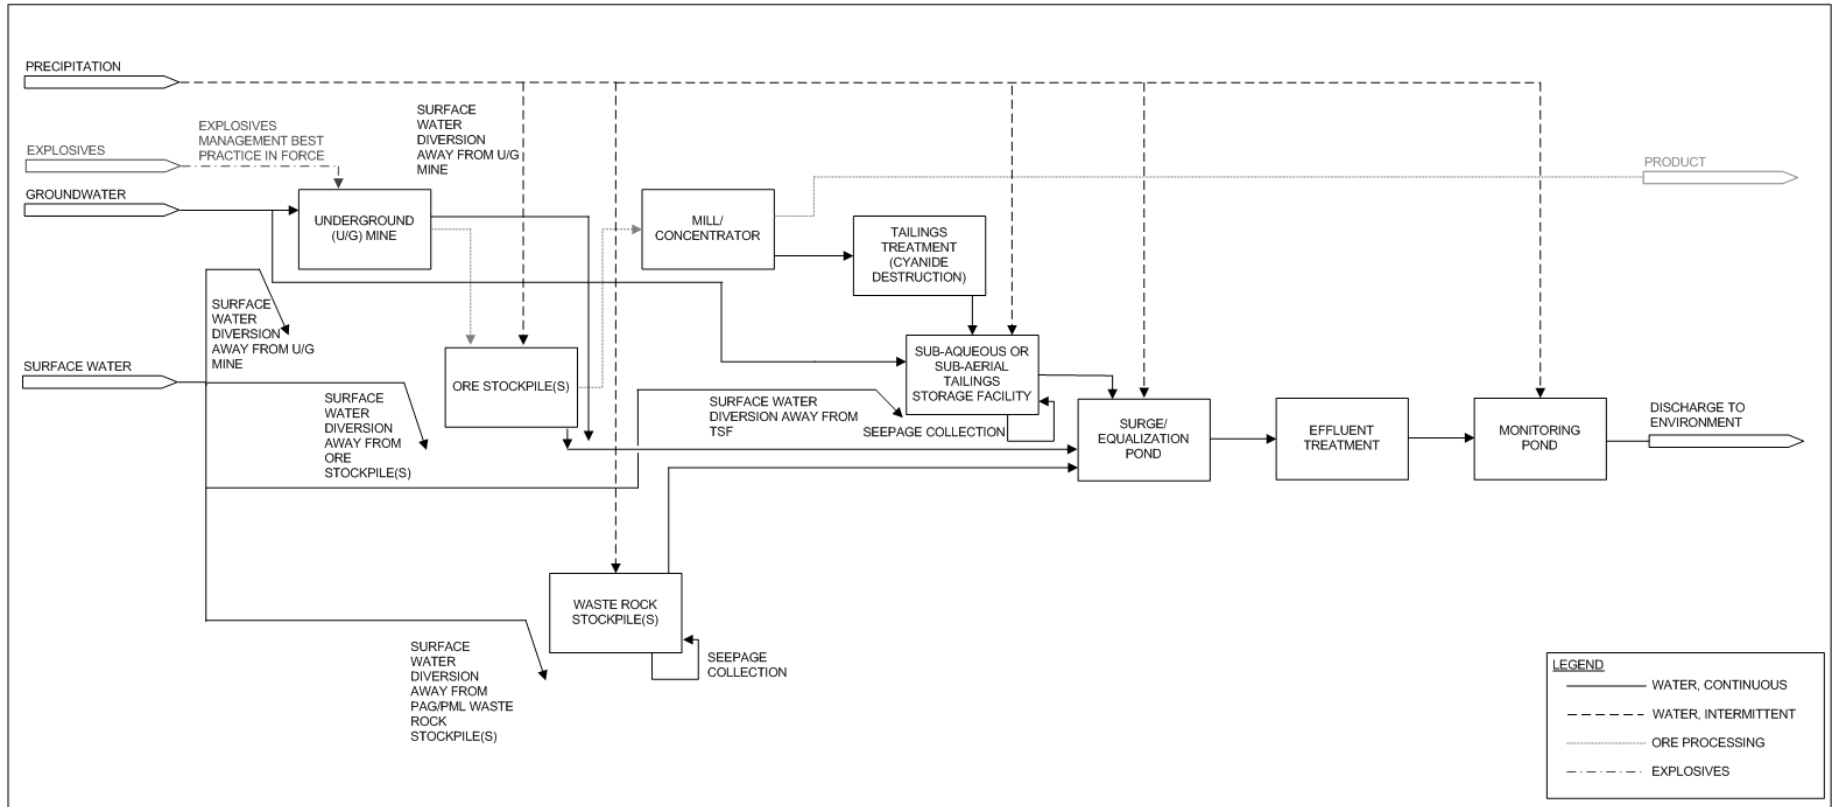 PRECIPITATION
SURFACE
WATER
DIVERSION
AWAY FROM U/G
MINE
EXPLOSIVES
MANAGEMENT BEST
PRACTICE IN FORCE
EXPLOSIVES
PRODUCT
GROUNDWATER
UNDERGROUND
(U/G) MINE
MILL/
CONCENTRATOR
TAILINGS
TREATMENT
(CYANIDE
DESTRUCTION)
SURFACE
WATER
DIVERSION
AWAY FROM U/G
MINE
SURFACE WATER
ORE STOCKPILE(S)
SUB-AQUEOUS OR
SUB-AERIAL
TAILINGS
STORAGE FACILITY
SURFACE
WATER
DIVERSION
AWAY FROM
ORE
STOCKPILE(S)
SURFACE WATER
DIVERSION AWAY FROM
TSF
SEEPAGE COLLECTION
SURGE/
EQUALIZATION
POND
EFFLUENT
TREATMENT
MONITORING
POND
DISCHARGE TO
ENVIRONMENT
WASTE ROCK
STOCKPILE(S)
SEEPAGE
COLLECTION
SURFACE
WATER
DIVERSION
AWAY FROM
PAG/PML WASTE
ROCK
STOCKPILE(S)
LEGEND
WATER, CONTINUOUS
WATER, INTERMITTENT
ORE PROCESSING
EXPLOSIVES